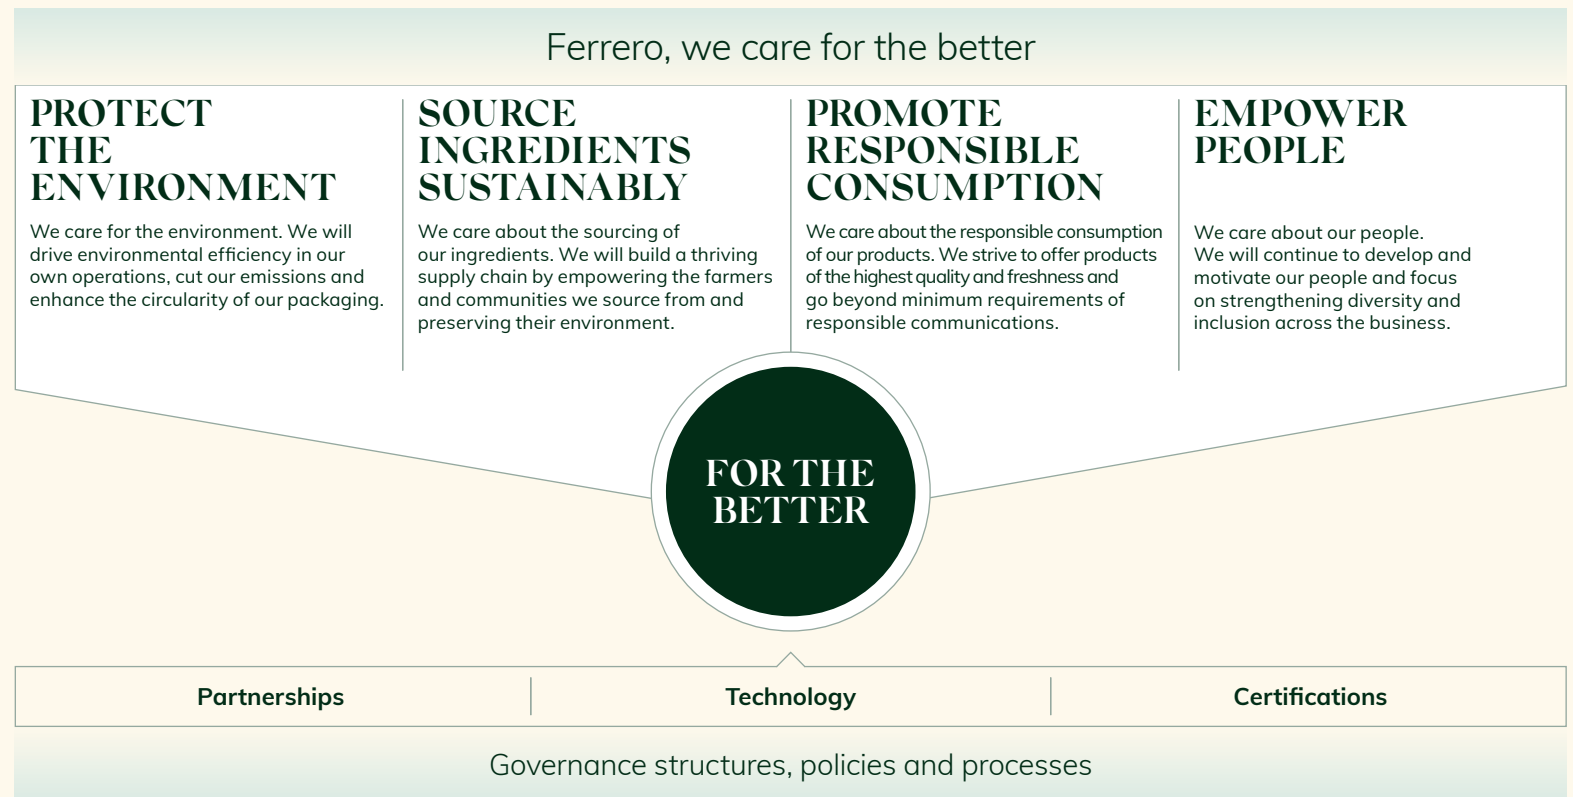 Ferrero, we care for the better
PROTECT
THE
ENVIRONMENT
We care for the environment. We will
drive environmental efficiency in our
own operations, cut our emissions and
enhance the circularity of our packaging.
SOURCE
INGREDIENTS
SUSTAINABLY
We care about the sourcing of
our ingredients. We will build a thriving
supply chain by empowering the farmers
and communities we source from and
preserving their environment.
PROMOTE
RESPONSIBLE
CONSUMPTION
We care about the responsible consumption
of our products. We strive to offer products
of the highest quality and freshness and
go beyond minimum requirements of
responsible communications.
EMPOWER
PEOPLE
We care about our people.
We will continue to develop and
motivate our people and focus
on strengthening diversity and
inclusion across the business.
FOR THE
BETTER
Partnerships
Technology
Certifications
Governance structures, policies and processes